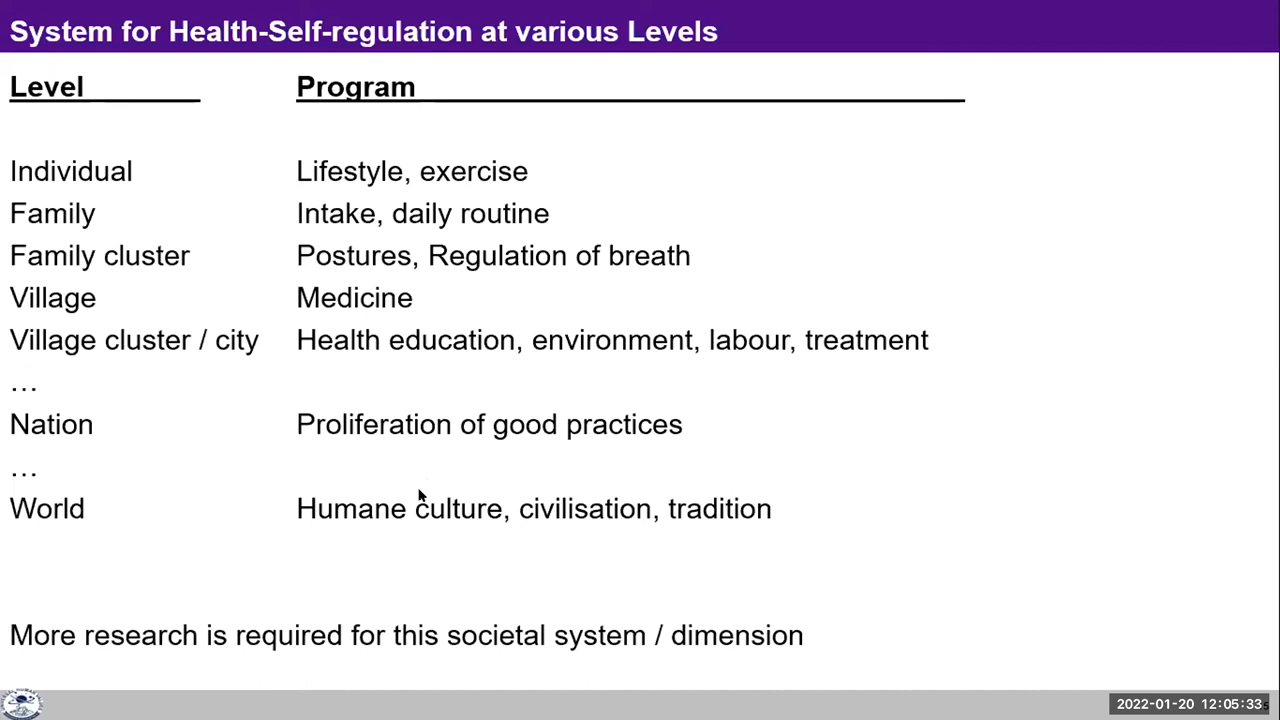 System for Health-Self-regulation at various Levels
Level Program
Individual Lifestyle, exercise
Family Intake, daily routine
Family cluster Postures, Regulation of breath
Village Medicine
Village cluster / city Health education, environment, labour, treatment
…
Nation Proliferation of good practices
…
World Humane culture, civilisation, tradition
More research is required for this societal system / dimension
2022-01-20 12:05:33